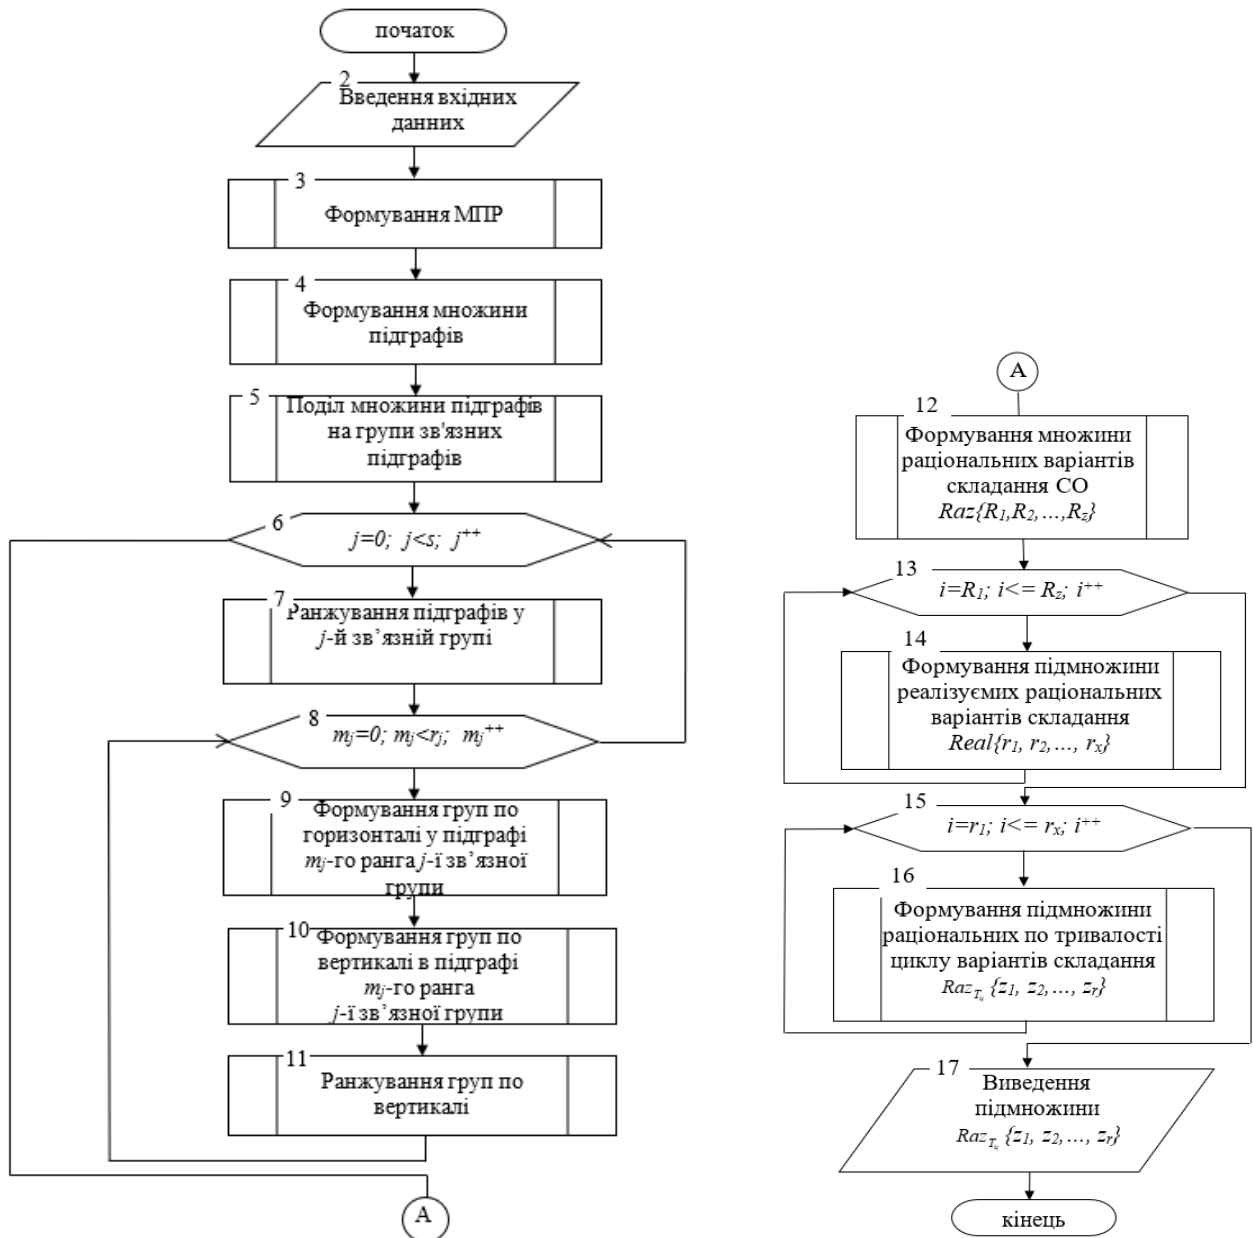 початок
2
Введення вхідних
данних
3
Формування МПР
4
Формування множини
підграфів
5
Поділ множини підграфів
на групи зв'язних
підграфів
6
j=0; j<s; j++
7
Ранжування підграфів у
j-й зв’язній групі
8
mj=0; mj<rj; mj++
9
Формування груп по
горизонталі у підграфі
mj-го ранга j-ї зв’язної
групи
10
Формування груп по
вертикалі в підграфі
mj-го ранга
j-ї зв’язної групи
11
Ранжування груп по
вертикалі
А
А
12
Формування множини
раціональних варіантів
складання СО
Raz{R1,R2,...,Rz}
13
i=R1; i<= Rz; i++
14
Формування підмножини
реалізуемих раціональних
варіантів складання
Real{r1, r2,..., rx}
15
i=r1; i<= rx; i++
16
Формування підмножини
раціональних по тривалості
циклу варіантів складання
RazTц {z1, z2,..., zr}
17
Виведення
підмножини
RazTц {z1, z2,..., zr}
кінець